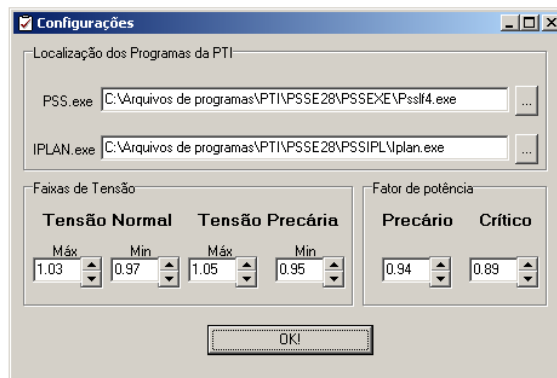 Configurações
Localização dos Programas da PTI
PSS.exe C:\Arquivos de programas\PTI\PSSE28\PSSEXE\Psslf4.exe ...
IPLAN.exe C:\Arquivos de programas\PTI\PSSE28\PSSIPL\Iplan.exe ...
Faixas de Tensão Fator de potência
Tensão Normal Tensão Precária Precário Crítico
Máx Min Máx Min
1.03 0.97 1.05 0.95 0.94 0.89
OK!